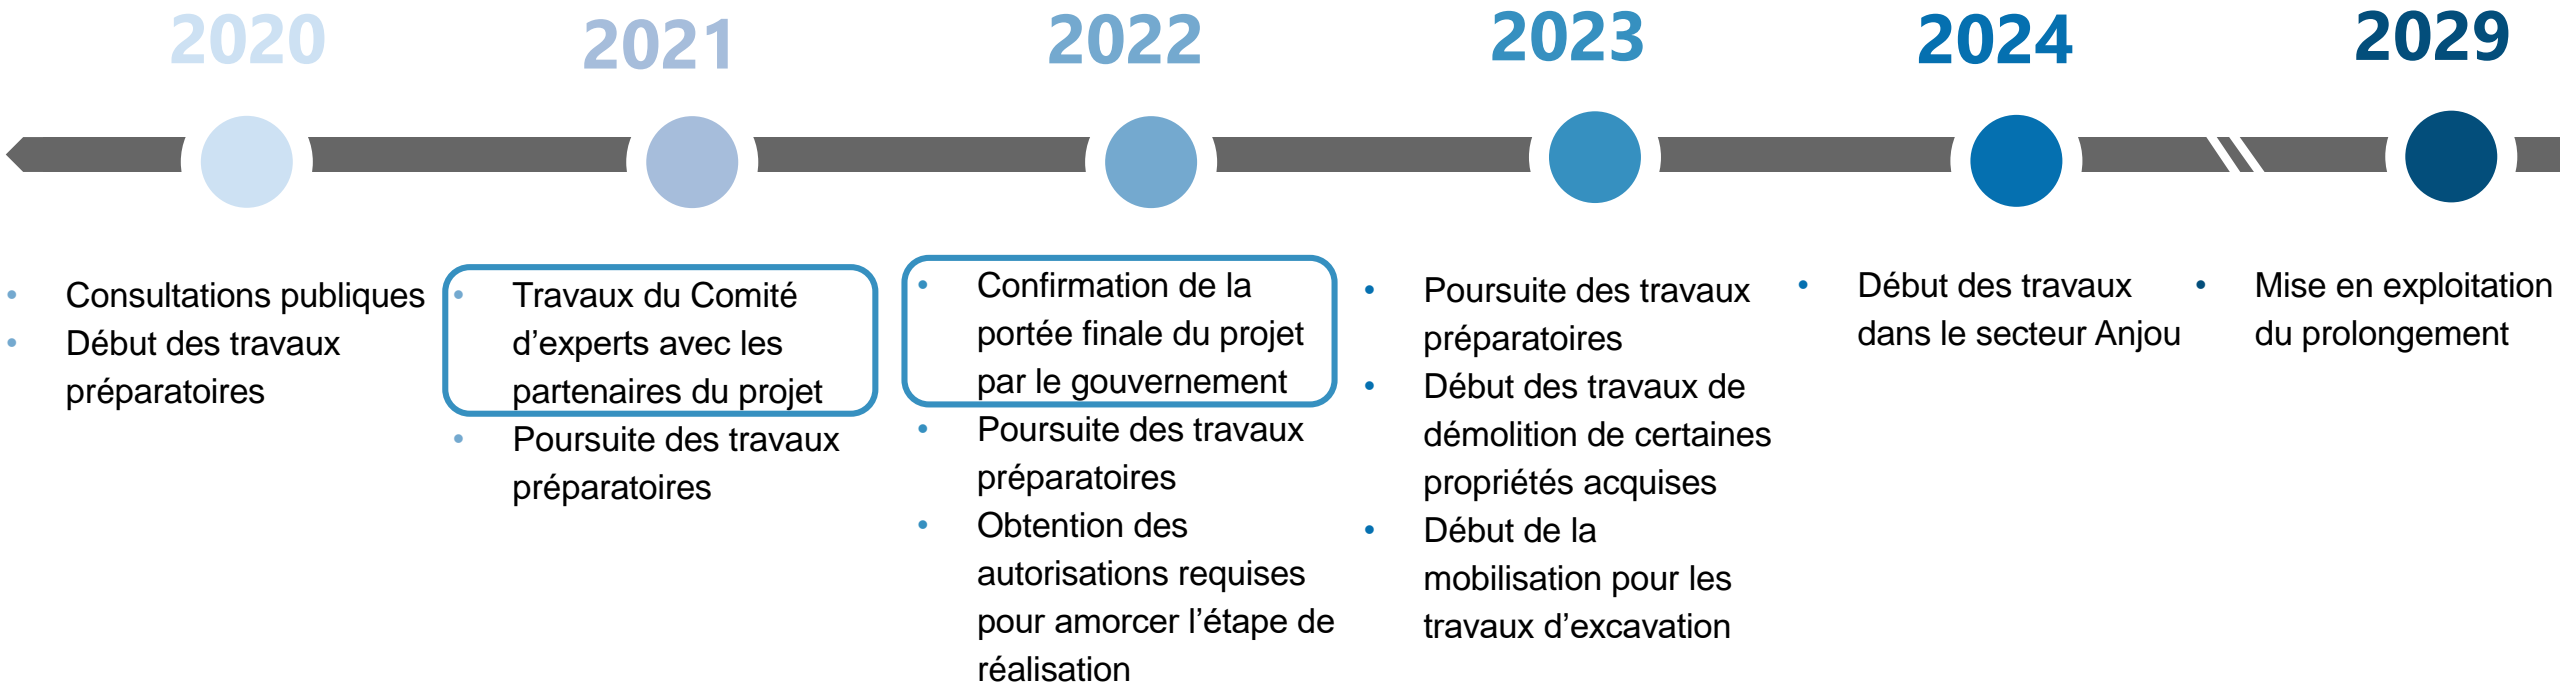 2020
2021
2022
2023
2024
2029
• Consultations publiques
• Début des travaux
préparatoires
• Travaux du Comité
d’experts avec les
partenaires du projet
• Poursuite des travaux
préparatoires
• Confirmation de la
portée finale du projet
par le gouvernement
• Poursuite des travaux
préparatoires
• Obtention des
autorisations requises
pour amorcer l’étape de
réalisation
• Poursuite des travaux
préparatoires
• Début des travaux de
démolition de certaines
propriétés acquises
• Début de la
mobilisation pour les
travaux d’excavation
• Début des travaux
dans le secteur Anjou
• Mise en exploitation
du prolongement